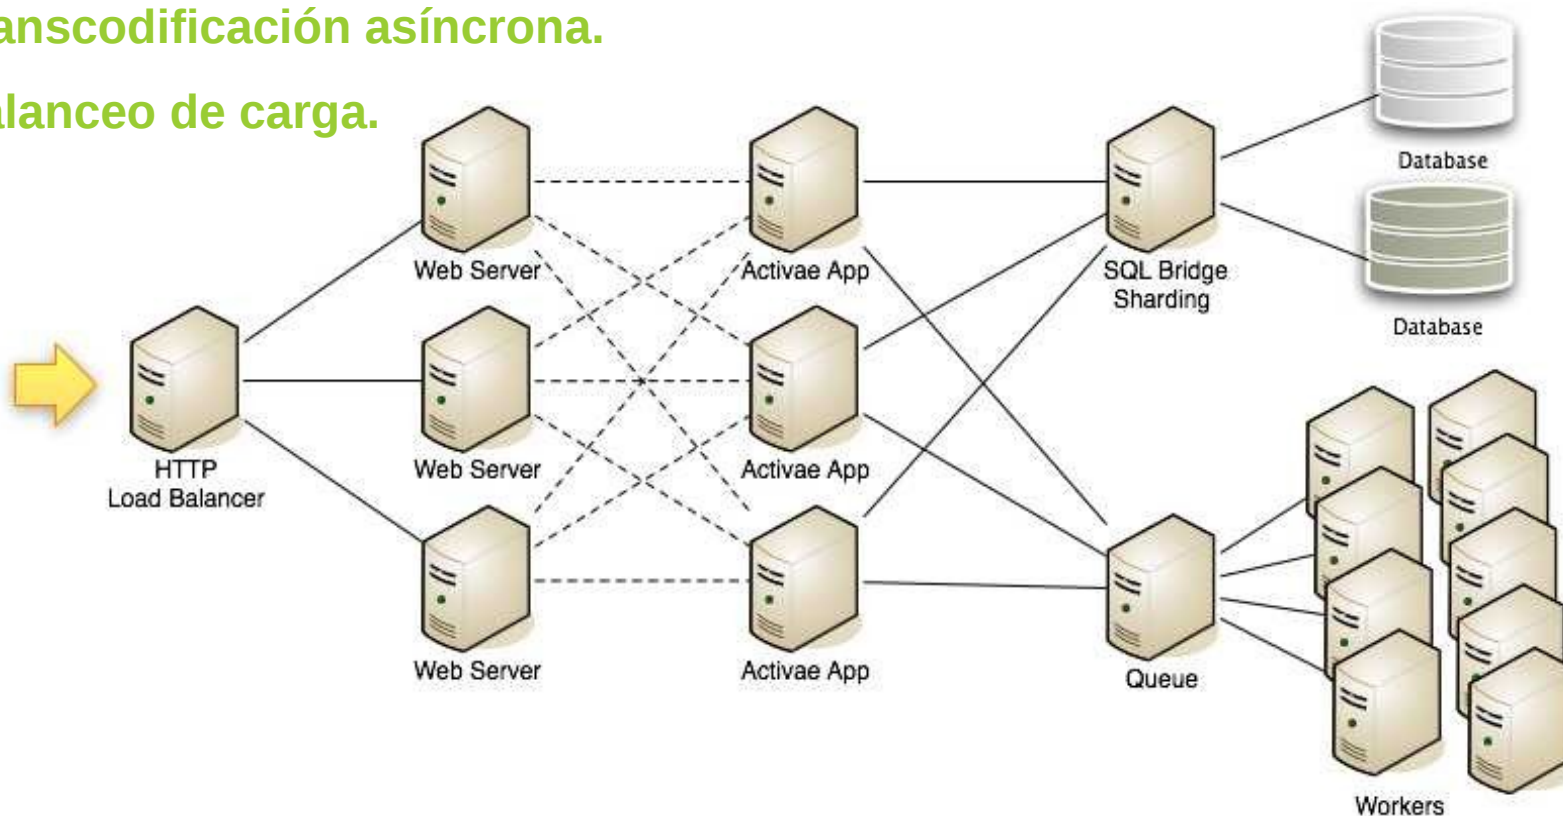 anscodificación asíncrona.
alanceo de carga.
Database
Web Server
Activae App
SQL Bridge
Sharding
Database
HTTP
Load Balancer
Web Server
Activae App
Web Server
Activae App
Queue
Workers